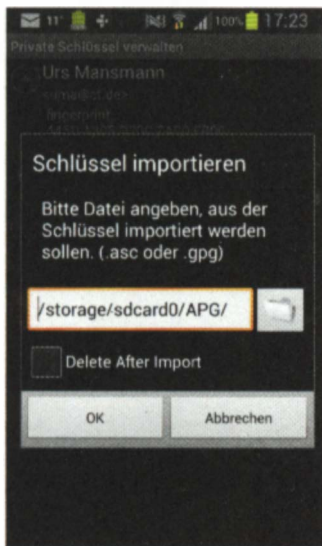 11° 100% 17:23
Private Schlüssel verwalten
Urs Mansmann
fingerprint
Schlüssel importieren
Bitte Datei angeben, aus der
Schlüssel importiert werden
sollen. (.asc oder .gpg)
/storage/sdcard0/APG/
Delete After Import
OK Abbrechen